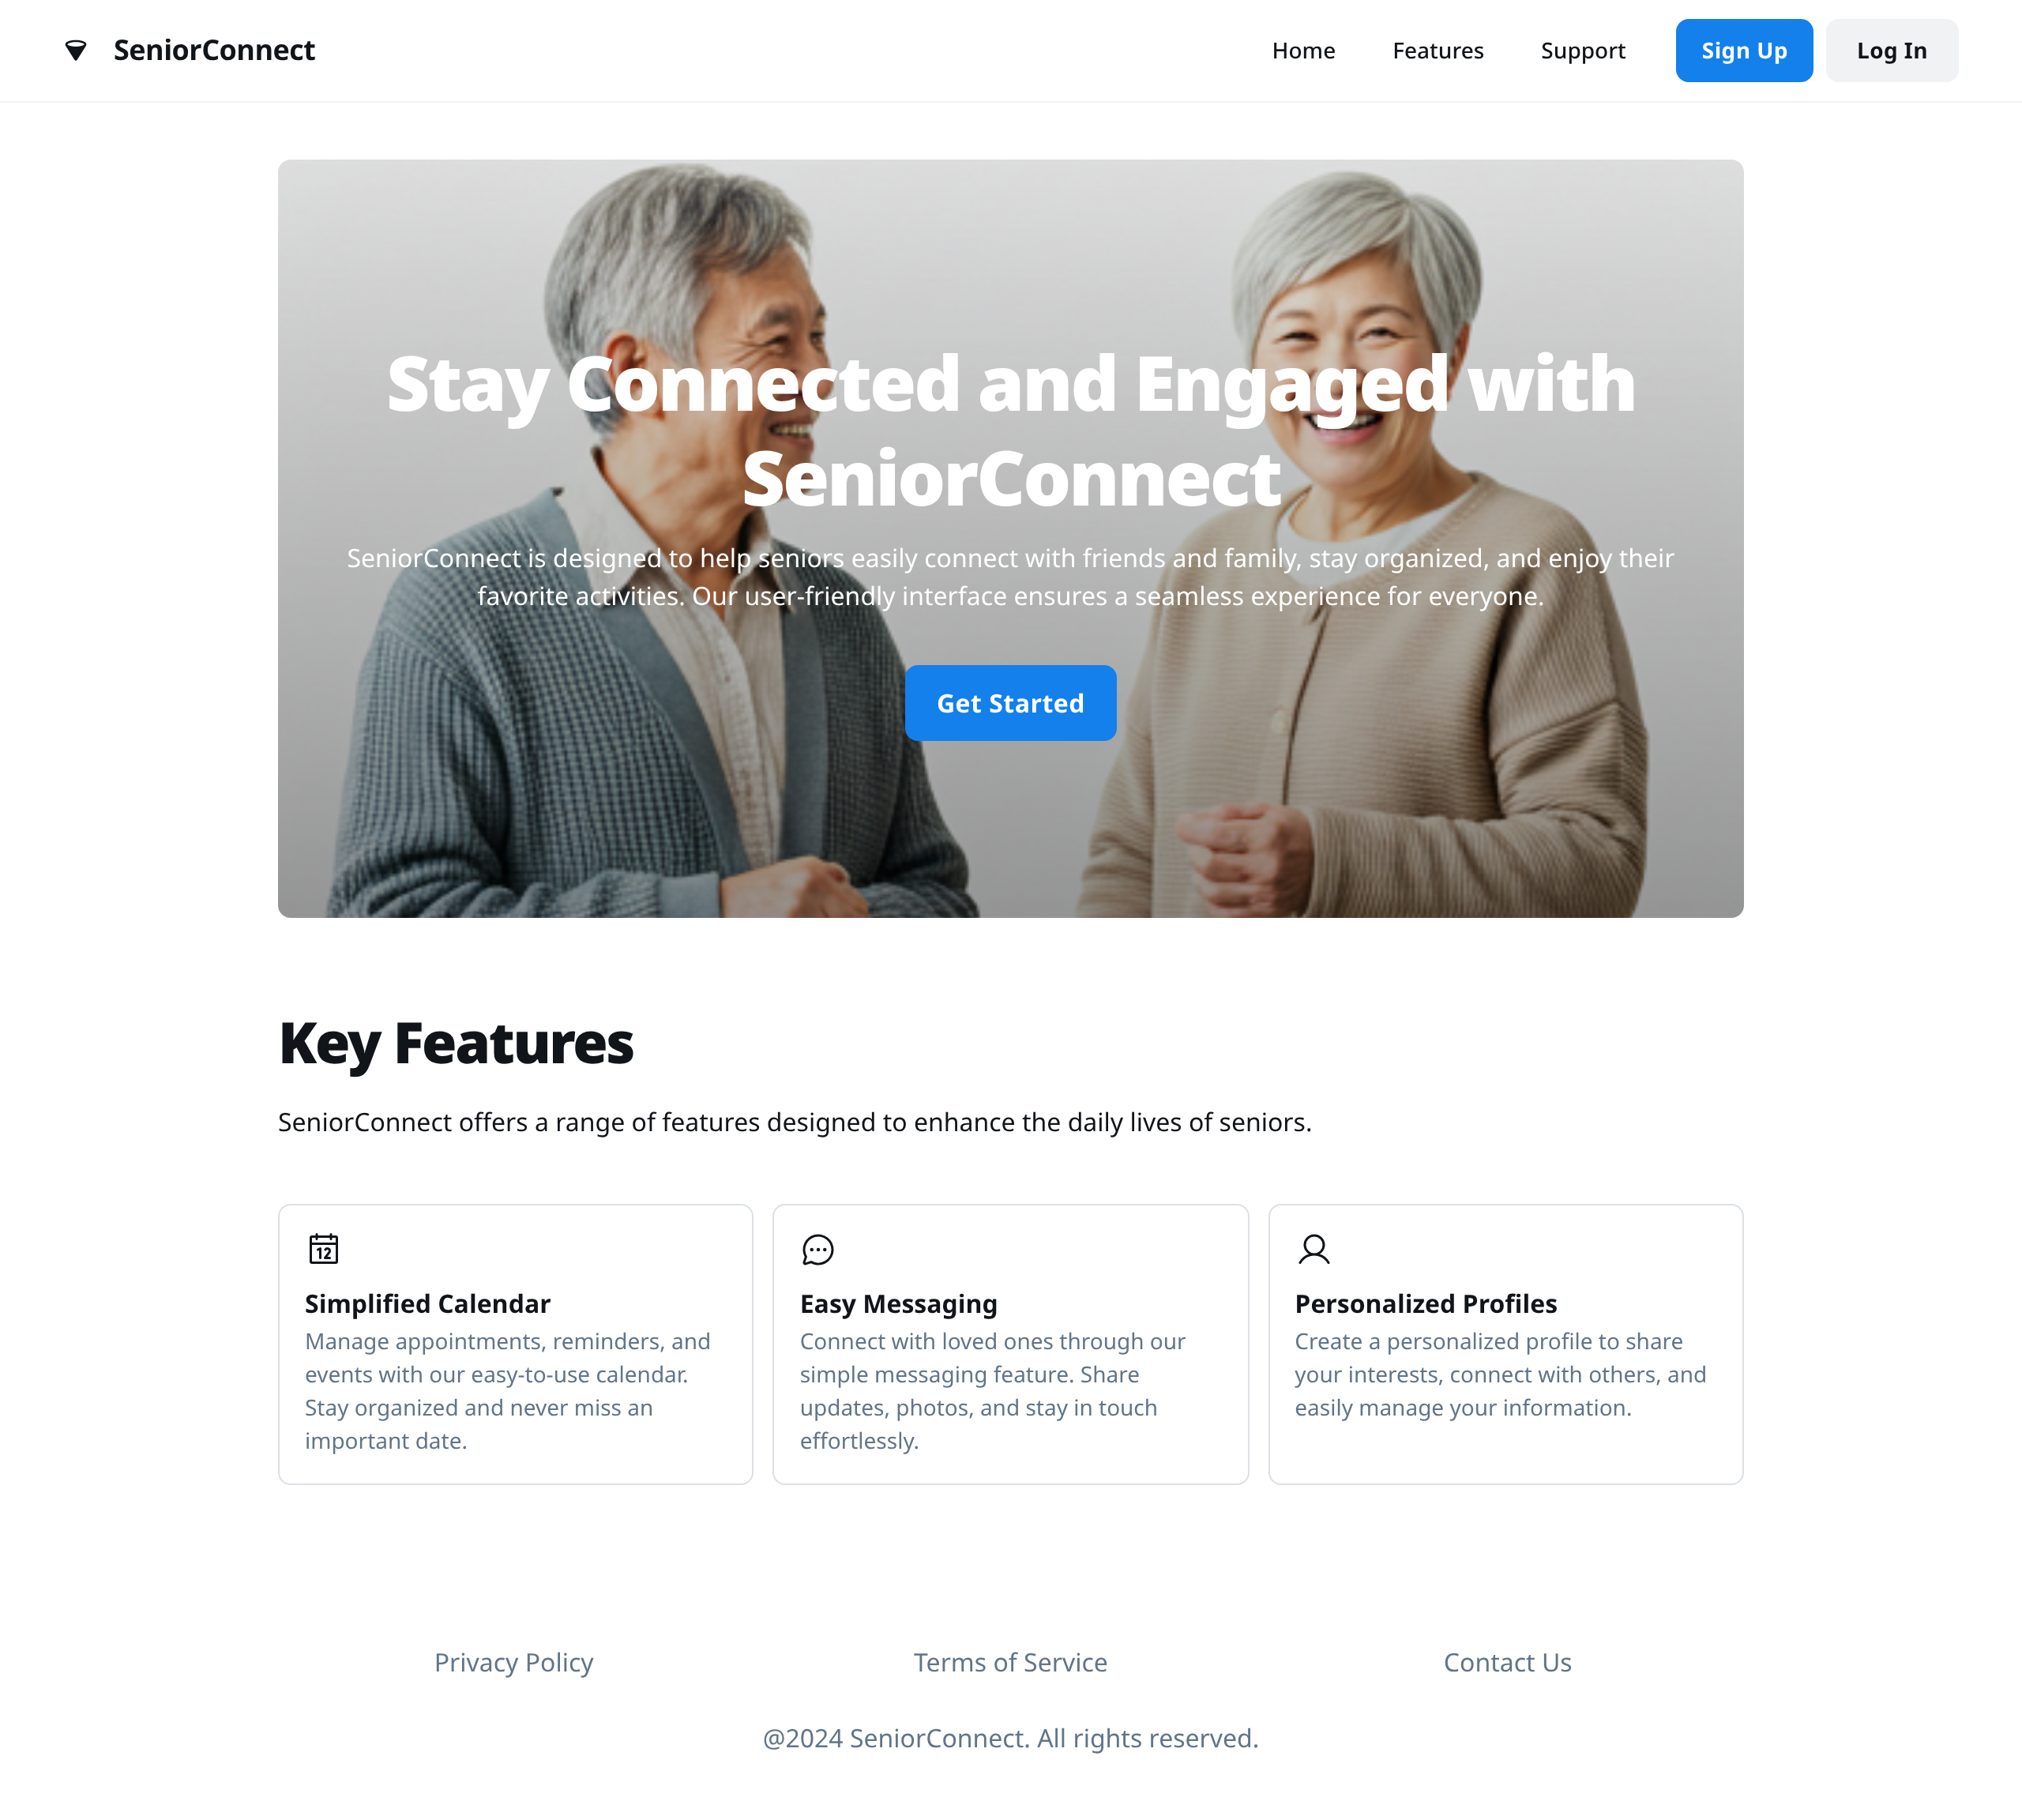 SeniorConnect
Home
Features
Support
Sign Up
Log In
Stay Connected and Engaged with
SeniorConnect
SeniorConnect is designed to help seniors easily connect with friends and family, stay organized, and enjoy their
favorite activities. Our user-friendly interface ensures a seamless experience for everyone.
Get Started
Key Features
SeniorConnect offers a range of features designed to enhance the daily lives of seniors.
12
Simplified Calendar
Manage appointments, reminders, and
events with our easy-to-use calendar.
Stay organized and never miss an
important date.
Easy Messaging
Connect with loved ones through our
simple messaging feature. Share
updates, photos, and stay in touch
effortlessly.
Personalized Profiles
Create a personalized profile to share
your interests, connect with others, and
easily manage your information.
Privacy Policy
Terms of Service
Contact Us
@2024 SeniorConnect. All rights reserved.